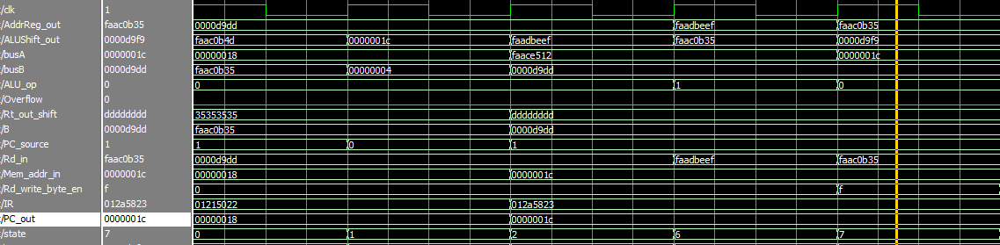 :/clk 1
:/AddrReg_out faac0b35 0000d9dd faadbeef faac0b35
:/ALUShift_out 0000d9f9 faac0b4d 0000001c faadbeef faac0b35 0000d9f9
:/busA 0000001c 00000018 faace512 0000001c
:/busB 0000d9dd faac0b35 00000004 0000d9dd
:/ALU_op 0 0 1 0
:/Overflow 0
:/Rt_out_shift dddddddd 35353535 dddddddd
:/B 0000d9dd faac0b35 0000d9dd
:/PC_source 1 1 0 1
:/Rd_in faac0b35 0000d9dd faadbeef faac0b35
:/Mem_addr_in 0000001c 00000018 0000001c
:/Rd_write_byte_en f 0 f
:/IR 012a5823 01215022 012a5823
:/PC_out 0000001c 00000018 0000001c
:/state 7 0 1 2 6 7